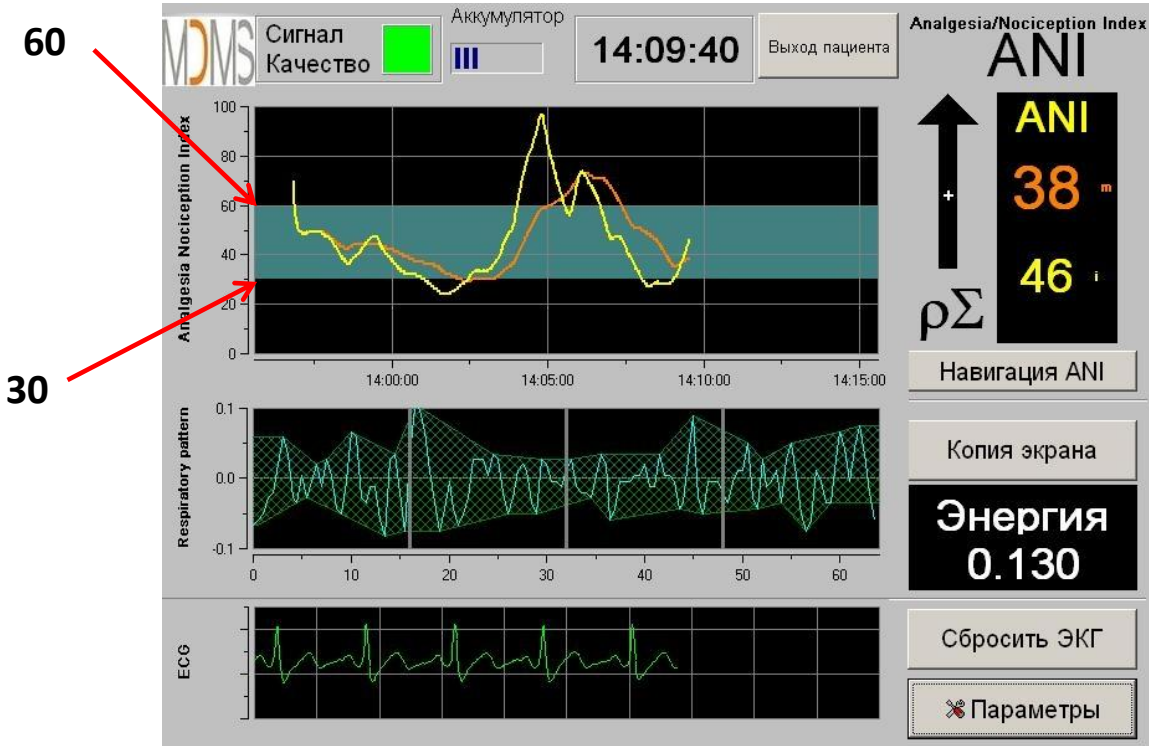 60
30
MDMS
Сигнал
Качество
Аккумулятор
14:09:40
Выход пациента
Analgesia/Nociception Index
ANI
Analgesia Nociception Index
100
80
60
40
20
0
14:00:00
14:05:00
14:10:00
14:15:00
+
ρΣ
ANI
38 m
46 i
Навигация ANI
Respiratory pattern
0.1
0.0
-0.1
0
10
20
30
40
50
60
Копия экрана
Энергия
0.130
ECG
Сбросить ЭКГ
Параметры